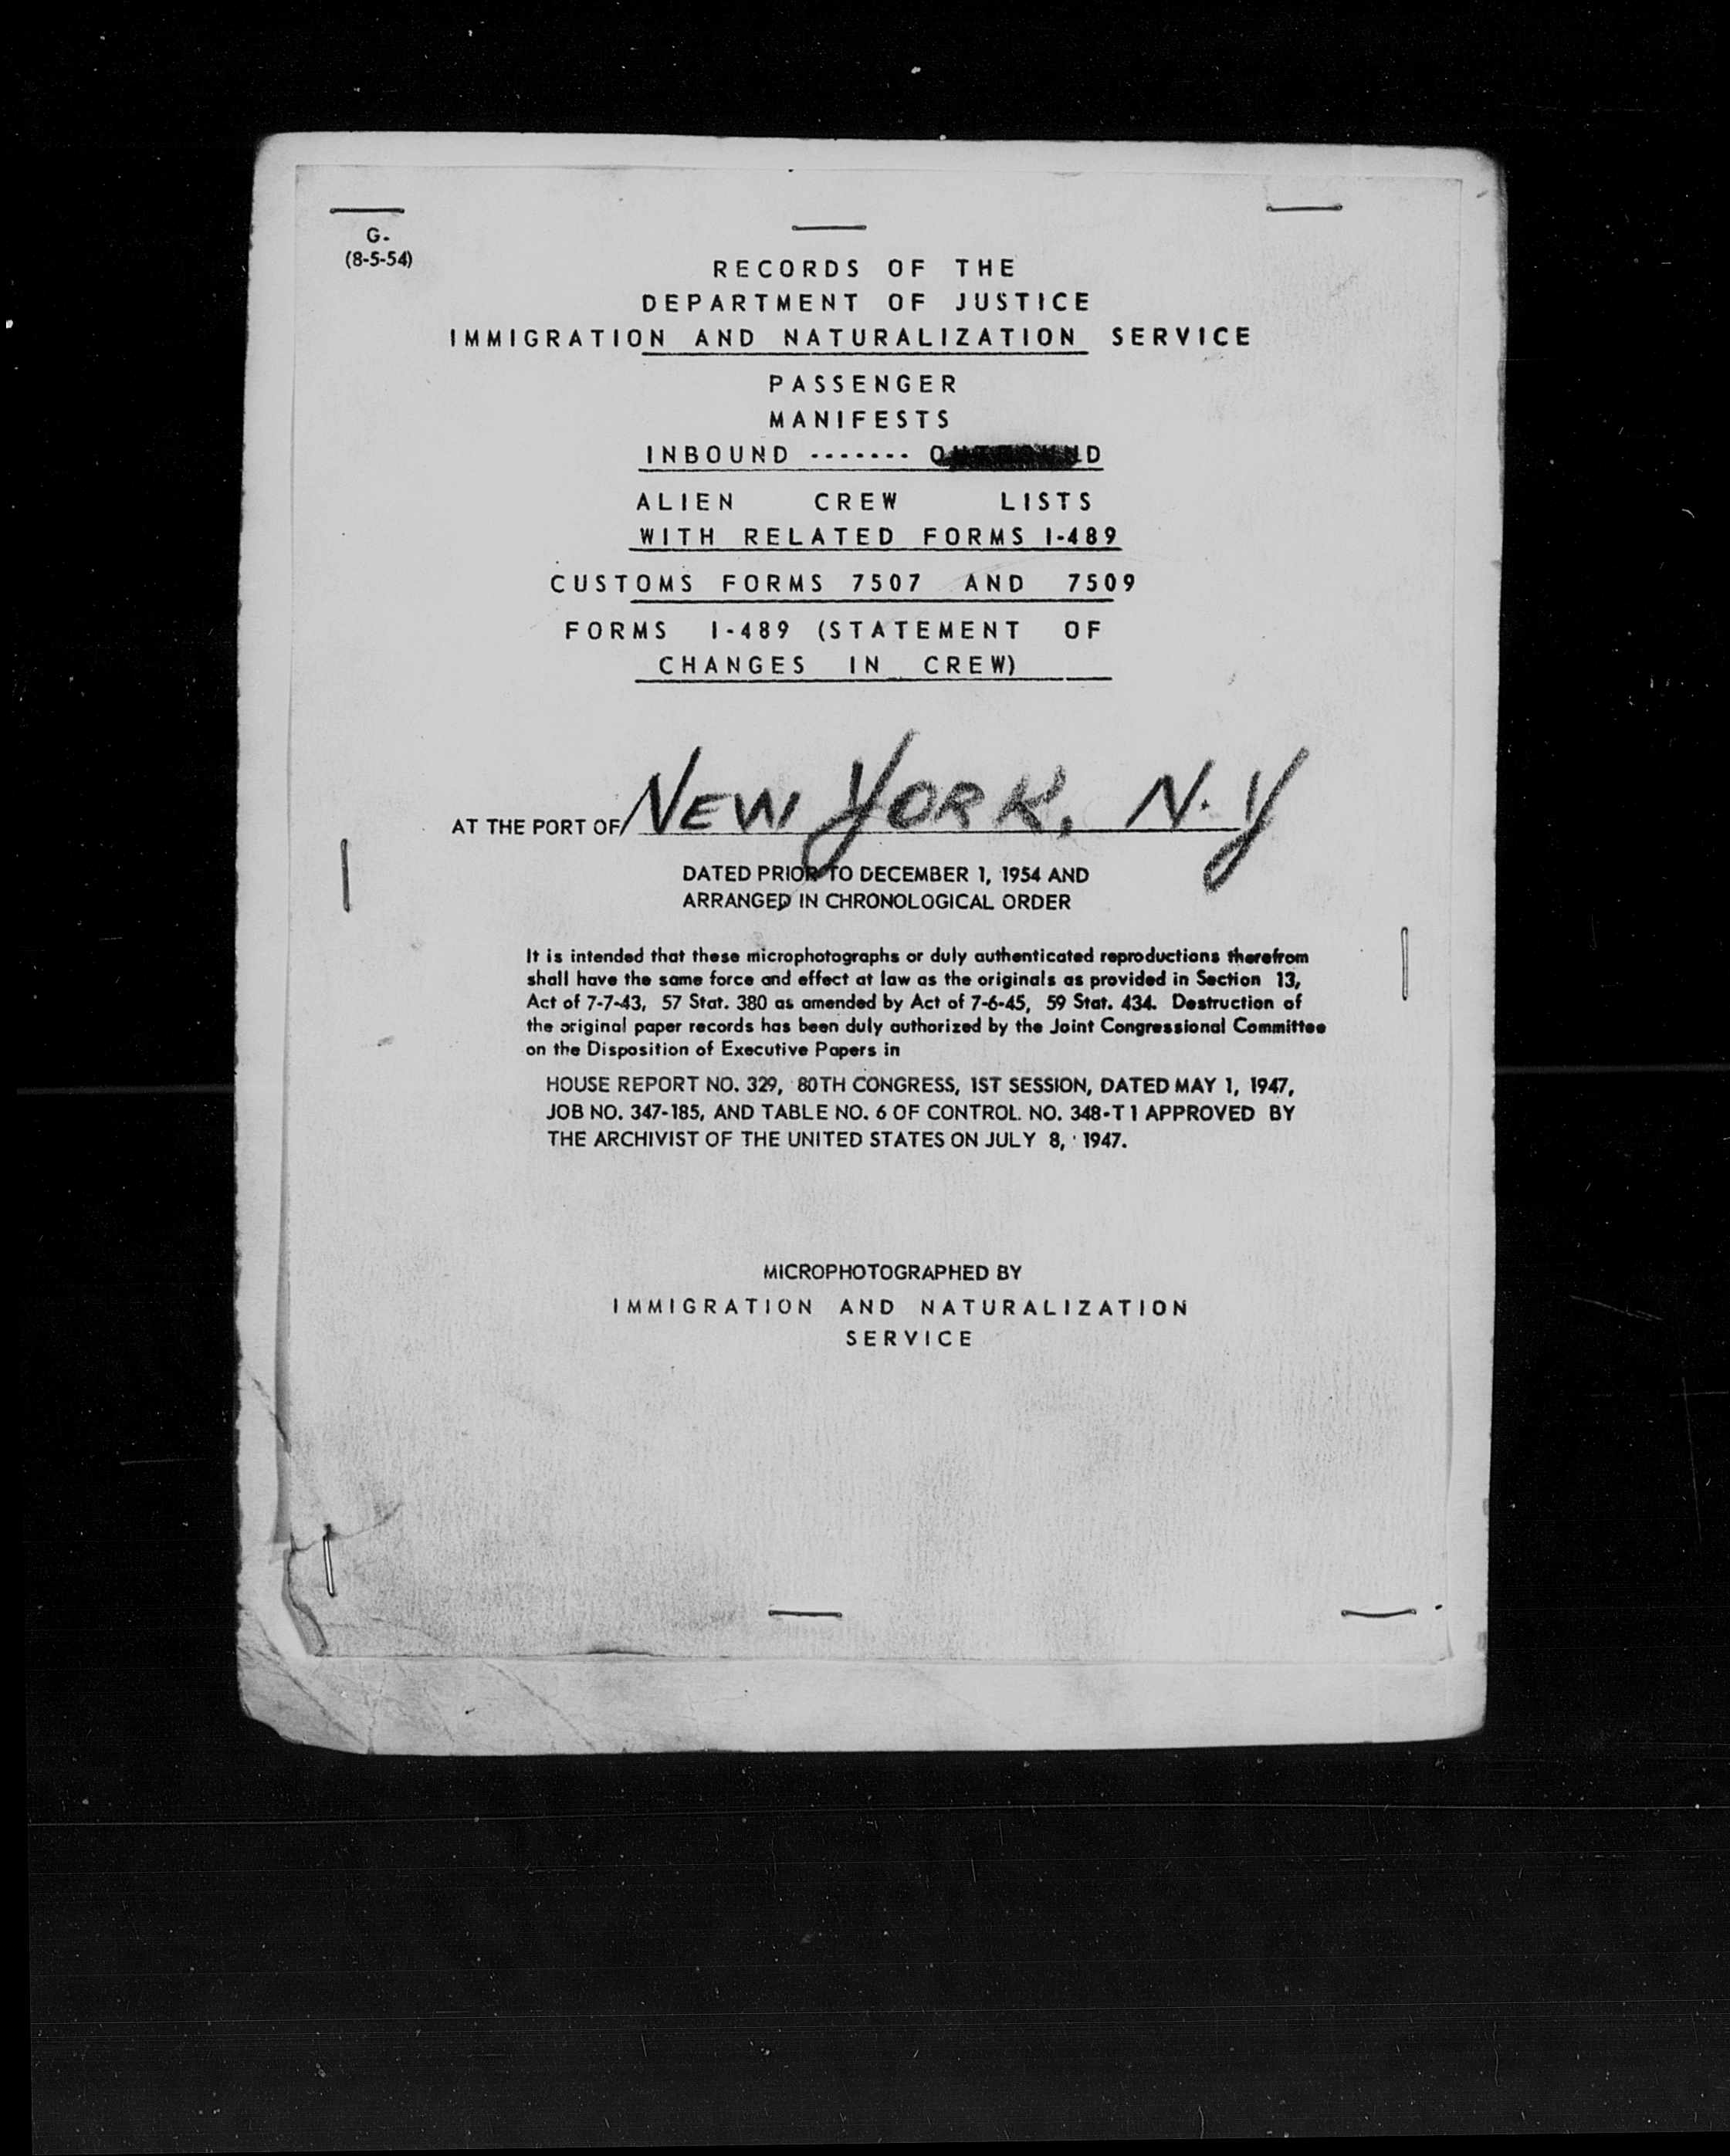 G-
(8-5-54)
RECORDS OF THE
DEPARTMENT OF JUSTICE
IMMIGRATION AND NATURALIZATION SERVICE
PASSENGER
MANIFESTS
INBOUND -------
ALIEN CREW LISTS
WITH RELATED FORMS I-489
CUSTOMS FORMS 7507 AND 7509
FORMS I-489 (STATEMENT OF
CHANGES IN CREW)
AT THE PORT OF NEW YORK, N.Y
DATED PRIOR TO DECEMBER 1, 1954 AND
ARRANGED IN CHRONOLOGICAL ORDER
It is intended that these microphotographs or duly authenticated reproductions therefrom
shall have the same force and effect at law as the originals as provided in Section 13,
Act of 7-7-43, 57 Stat. 380 as amended by Act of 7-6-45, 59 Stat. 434. Destruction of
the original paper records has been duly authorized by the Joint Congressional Committee
on the Disposition of Executive Papers in
HOUSE REPORT NO. 329, 80TH CONGRESS, 1ST SESSION, DATED MAY 1, 1947,
JOB NO. 347-185, AND TABLE NO. 6 OF CONTROL NO. 348-T1 APPROVED BY
THE ARCHIVIST OF THE UNITED STATES ON JULY 8, 1947.
MICROPHOTOGRAPHED BY
IMMIGRATION AND NATURALIZATION
SERVICE